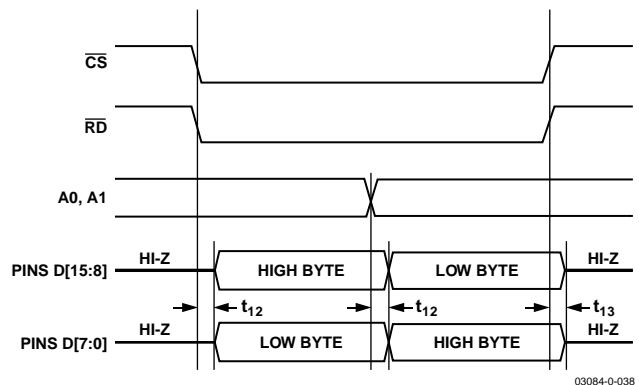 CS
RD
A0, A1
HI-Z HIGH BYTE LOW BYTE HI-Z
PINS D[15:8]
t12 t12 t13
HI-Z LOW BYTE HIGH BYTE HI-Z
PINS D[7:0]
03084-0-038